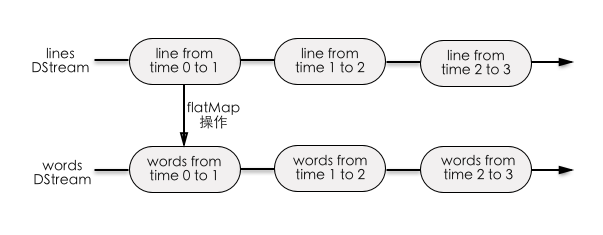 lines
DStream
line from
time 0 to 1
line from
time 1 to 2
line from
time 2 to 3
flatMap
操作
words
DStream
words from
time 0 to 1
words from
time 1 to 2
words from
time 2 to 3